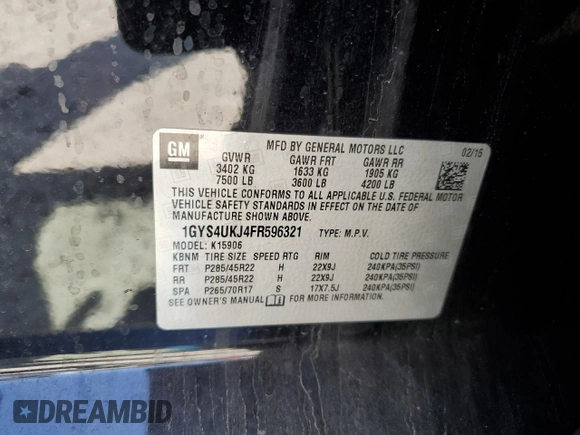 GM
MFD BY GENERAL MOTORS LLC 02/15
GVWR GAWR FRT GAWR RR
3402 KG 1633 KG 1905 KG
7500 LB 3600 LB 4200 LB
THIS VEHICLE CONFORMS TO ALL APPLICABLE U.S. FEDERAL MOTOR
VEHICLE SAFETY STANDARDS IN EFFECT ON THE DATE OF
MANUFACTURE SHOWN ABOVE.
1GYS4UKJ4FR596321 TYPE: M.P.V.
MODEL: K15906
KBNM TIRE SIZE SPEED RTG RIM COLD TIRE PRESSURE
FRT P285/45R22 H 22X9J 240KPA(35PSI)
RR P285/45R22 H 22X9J 240KPA(35PSI)
SPA P265/70R17 S 17X7.5J 240KPA(35PSI)
SEE OWNER'S MANUAL FOR MORE INFORMATION.
DREAMBID